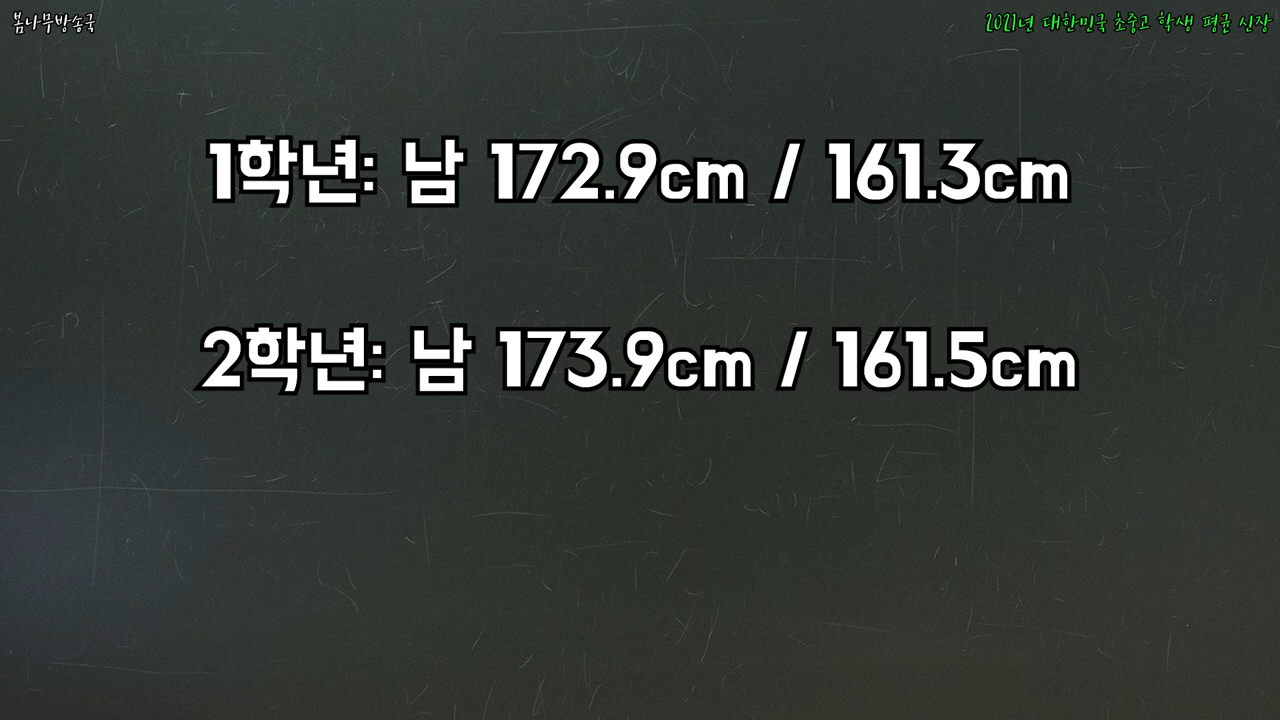 봄나무방송국
2021년 대한민국 초중고 학생 평균 신장
1학년: 남 172.9cm / 161.3cm
2학년: 남 173.9cm / 161.5cm